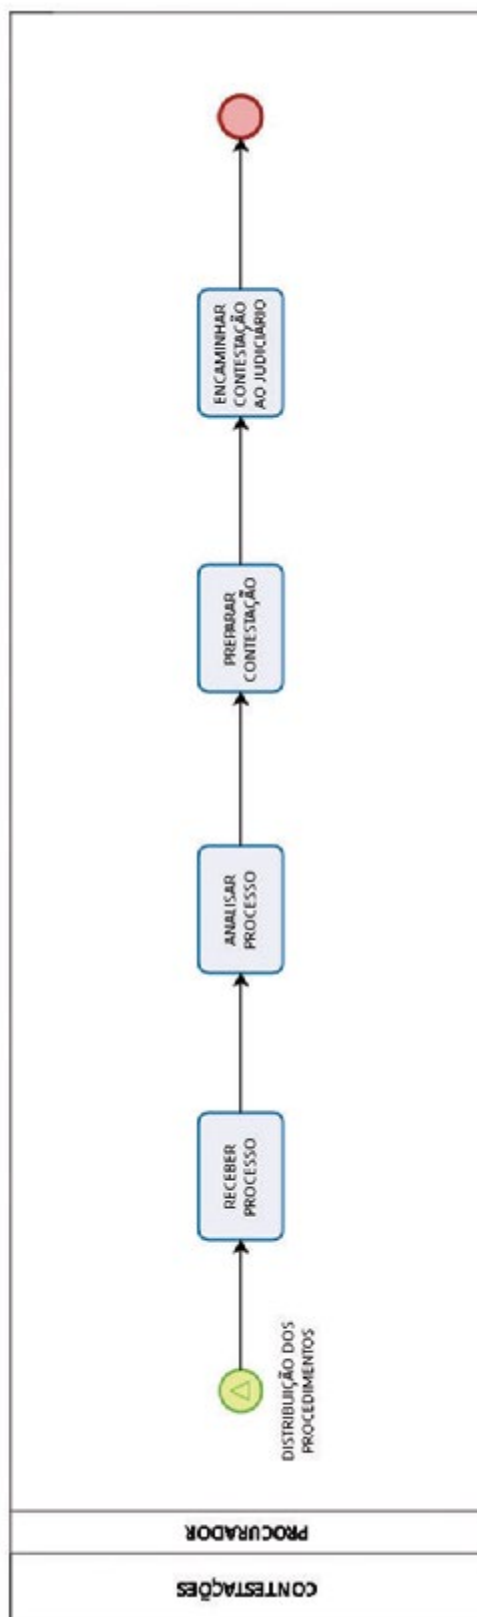 CONTESTAÇÕES
PROCURADOR
DISTRIBUIÇÃO DOS
PROCEDIMENTOS
RECEBER
PROCESSO
ANALISAR
PROCESSO
PREPARAR
CONTESTAÇÃO
ENCAMINHAR
CONTESTAÇÃO
AO JUDICIÁRIO